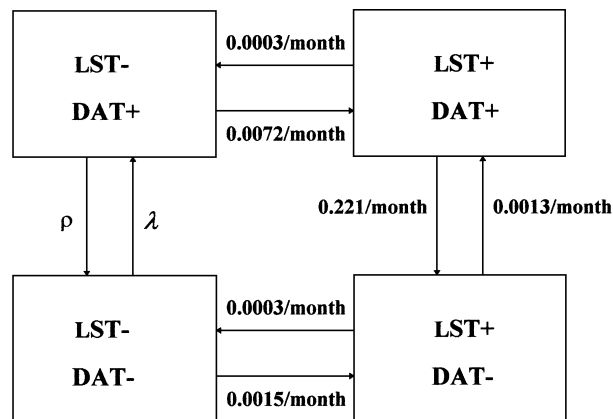 0.0003/month
LST-
DAT+
LST+
DAT+
0.0072/month
ρ
λ
0.221/month
0.0013/month
0.0003/month
LST-
DAT-
LST+
DAT-
0.0015/month